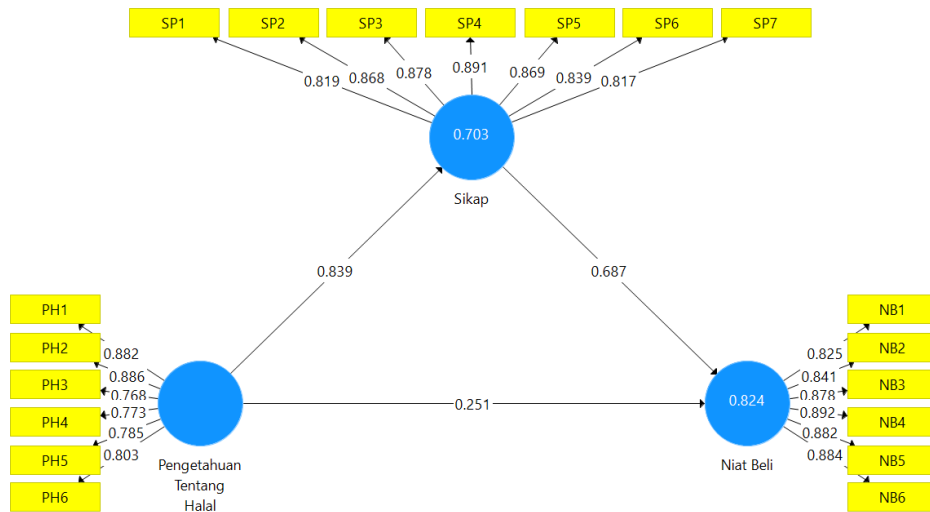 SP1 SP2 SP3 SP4 SP5 SP6 SP7
0.819 0.868 0.878 0.891 0.869 0.839 0.817
0.703
Sikap
0.839 0.687
PH1
PH2
PH3
PH4
PH5
PH6
0.882
0.886
0.768
0.773
0.785
0.803
Pengetahuan
Tentang
Halal
0.251
0.824
Niat Beli
0.825
0.841
0.878
0.892
0.882
0.884
NB1
NB2
NB3
NB4
NB5
NB6